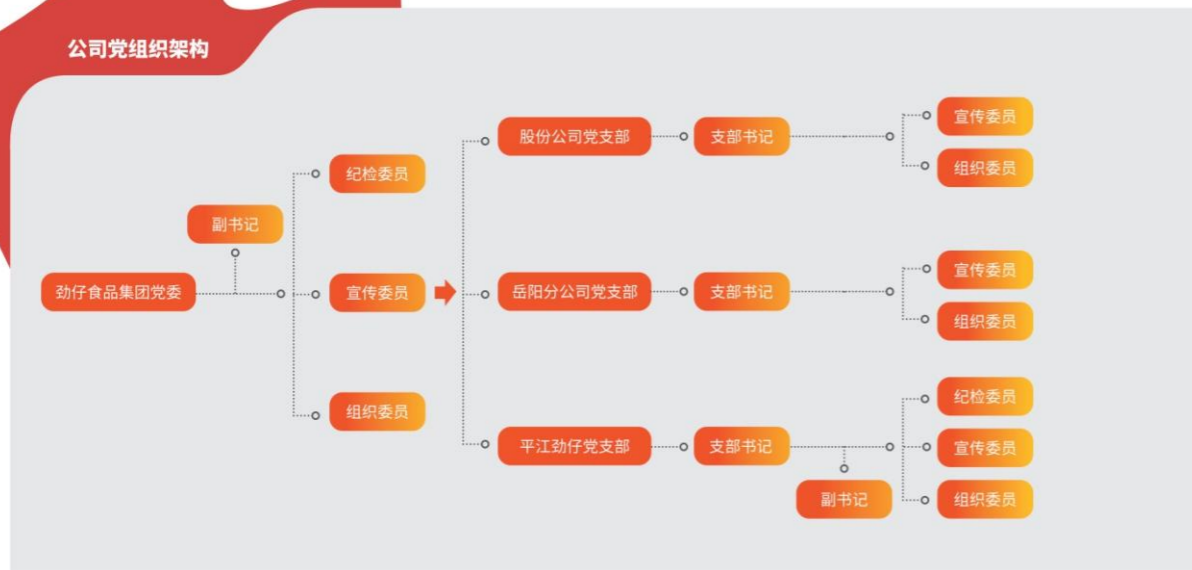 公司党组织架构
劲仔食品集团党委
副书记
纪检委员
宣传委员
组织委员
股份公司党支部
支部书记
宣传委员
组织委员
岳阳分公司党支部
支部书记
宣传委员
组织委员
平江劲仔党支部
支部书记
副书记
纪检委员
宣传委员
组织委员